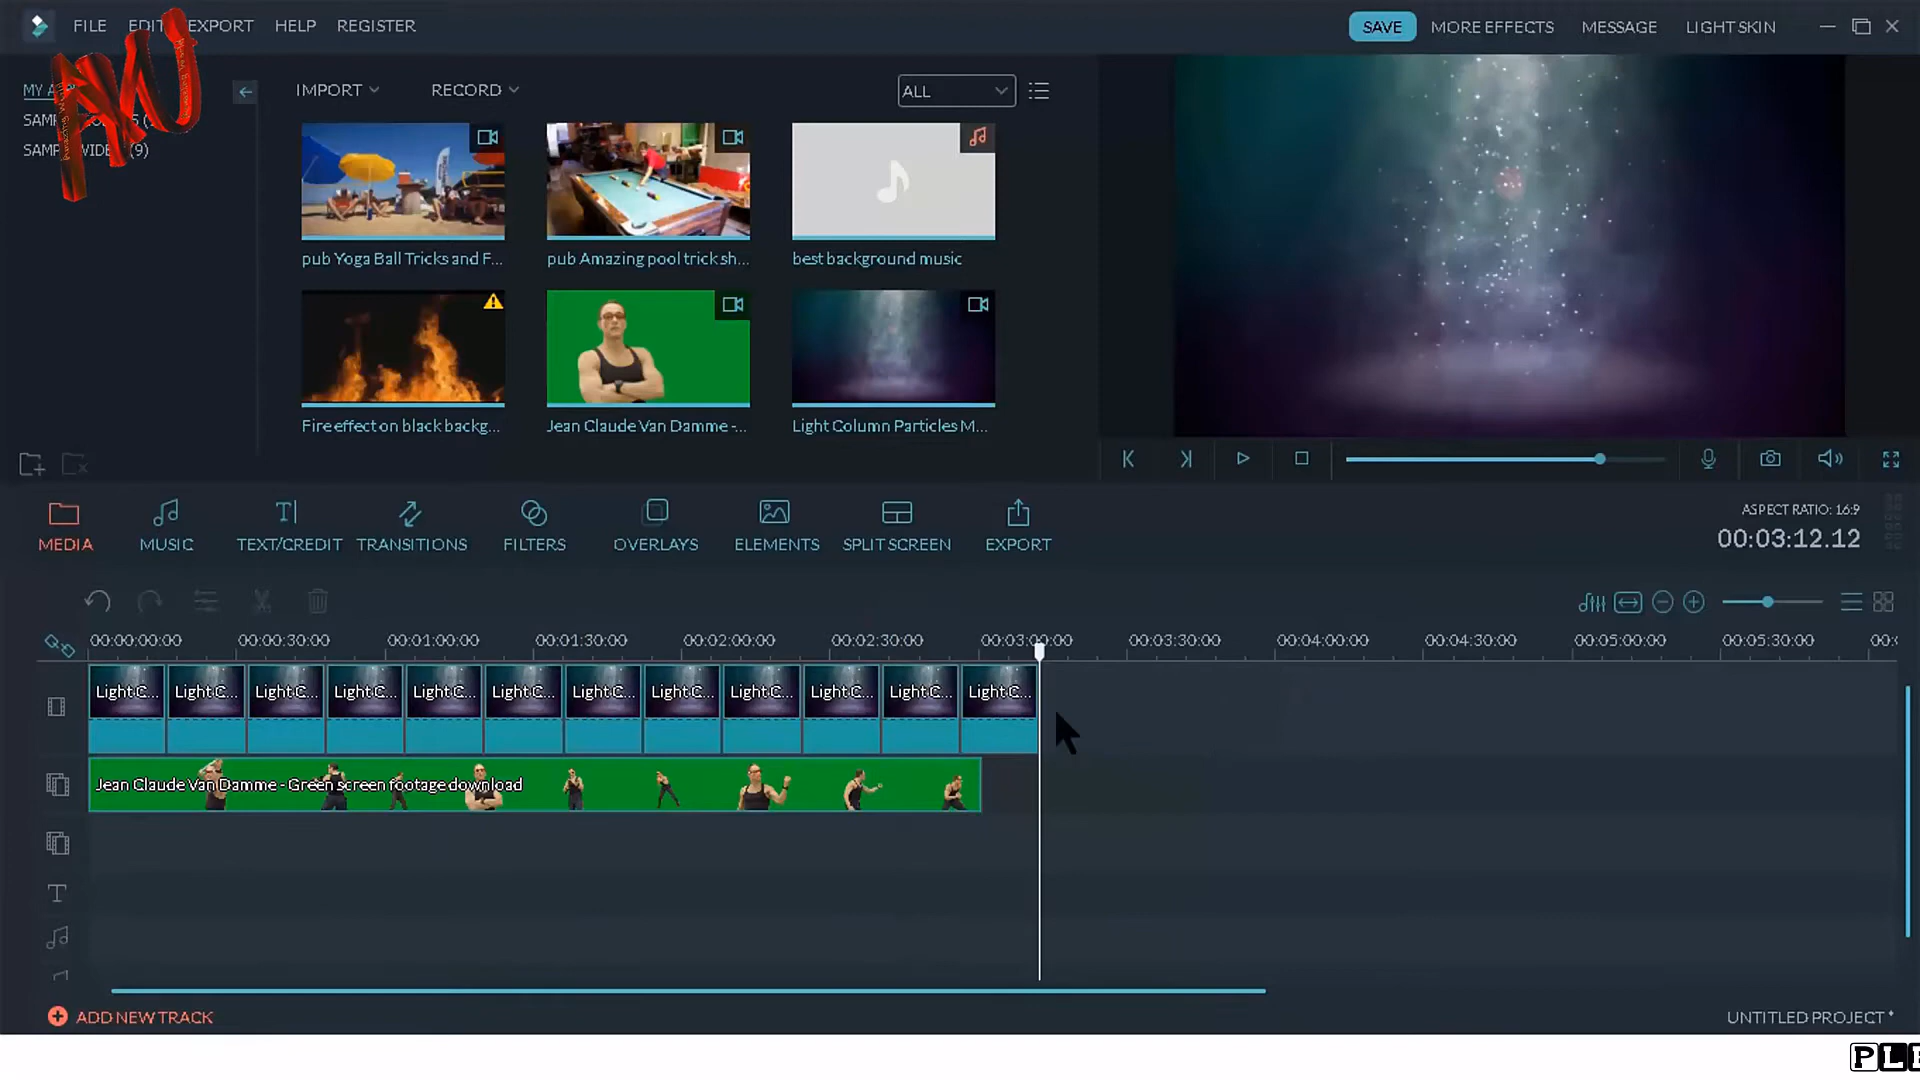 FILE EDIT EXPORT HELP REGISTER
SAVE MORE EFFECTS MESSAGE LIGHT SKIN
MY A
IMPORT RECORD ALL
(9)
pub Yoga Ball Tricks and F...
pub Amazing pool trick sh...
best background music
Fire effect on black backg...
Jean Claude Van Damme -...
Light Column Particles M...
MEDIA MUSIC TEXT/CREDIT TRANSITIONS FILTERS OVERLAYS ELEMENTS SPLIT SCREEN EXPORT
ASPECT RATIO: 16:9
00:03:12.12
00:00:00:00 00:00:30:00 00:01:00:00 00:01:30:00 00:02:00:00 00:02:30:00 00:03:00:00 00:03:30:00 00:04:00:00 00:04:30:00 00:05:00:00 00:05:30:00
Light C... Light C... Light C... Light C... Light C... Light C... Light C... Light C... Light C... Light C... Light C... Light C...
Jean Claude Van Damme - Green screen footage download
ADD NEW TRACK
UNTITLED PROJECT *
PL